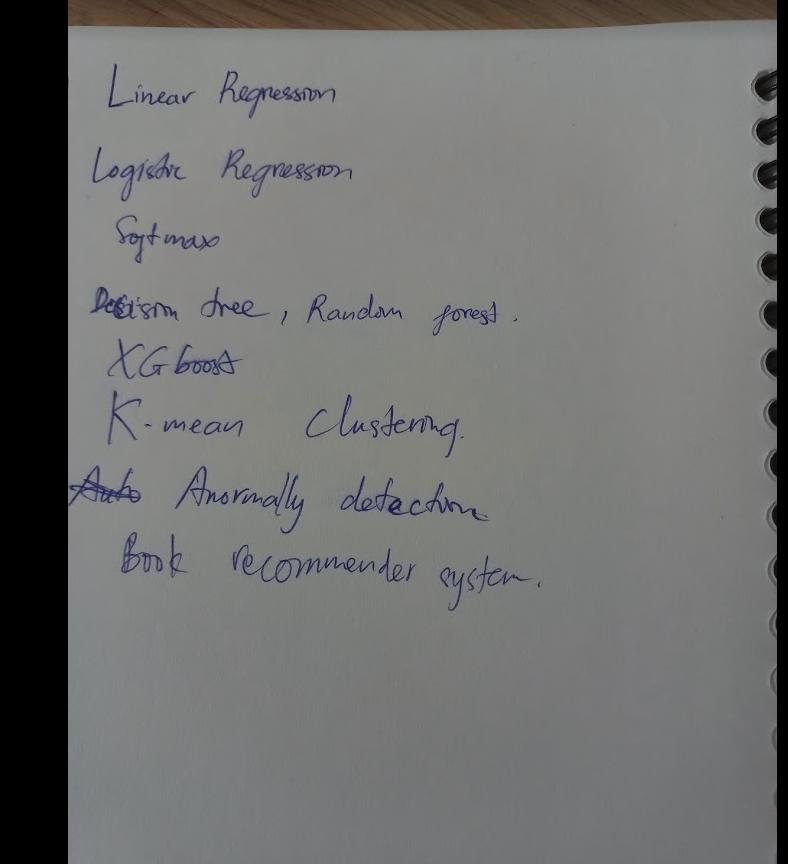 Linear Regression
Logistic Regression
Softmax
Decision tree, Random forest.
XG boost
K-mean Clustering.
Auto Anormally detection
Book recommender system.